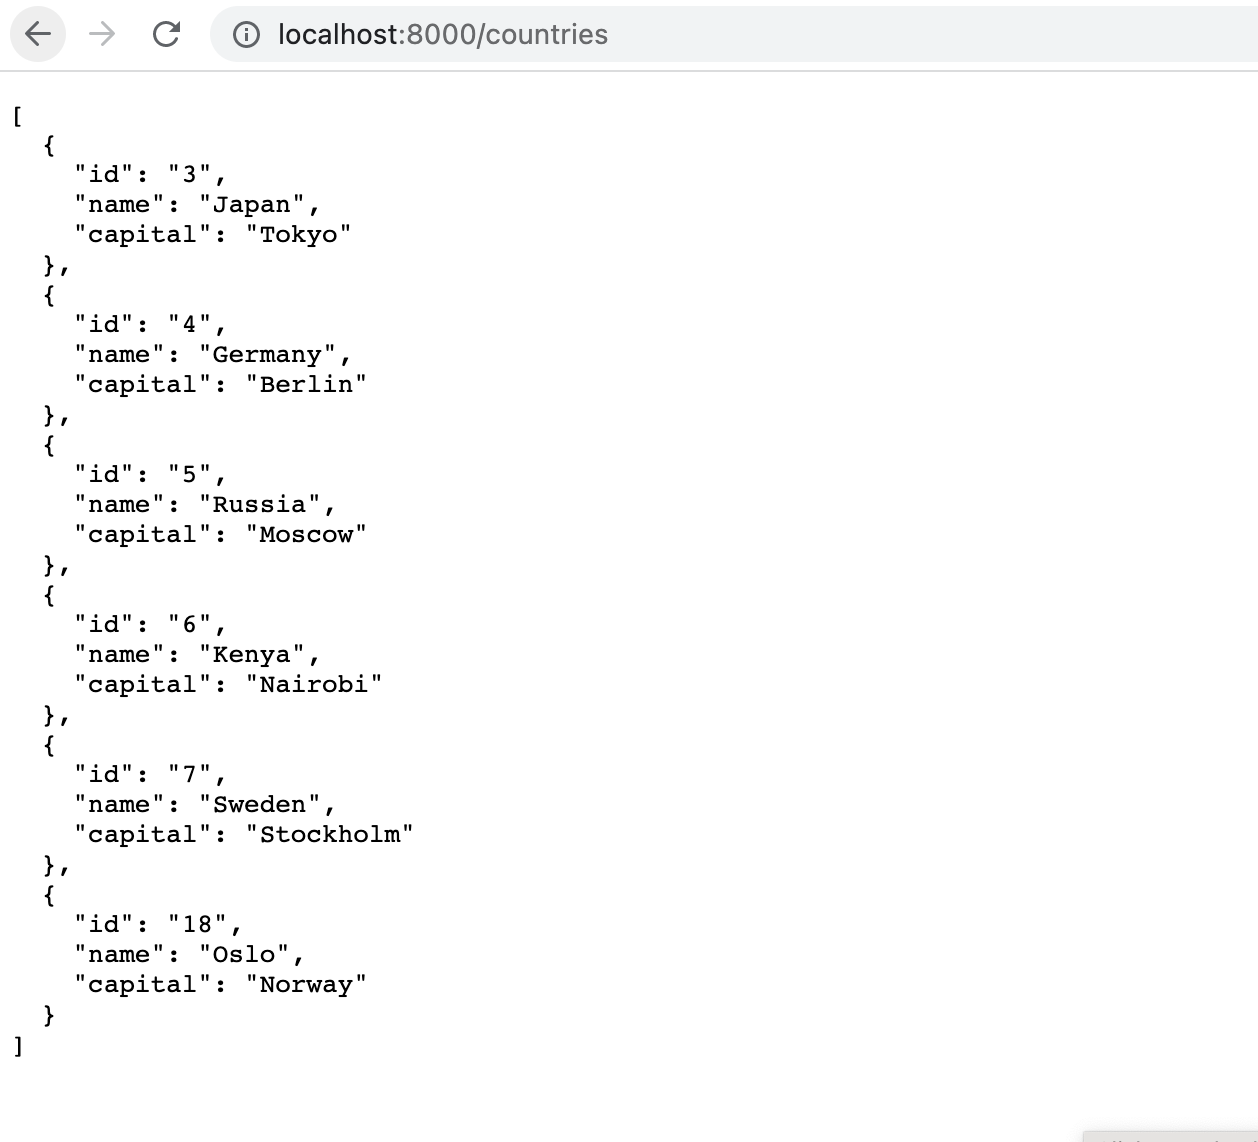 localhost:8000/countries
[
  {
    "id": "3",
    "name": "Japan",
    "capital": "Tokyo"
  },
  {
    "id": "4",
    "name": "Germany",
    "capital": "Berlin"
  },
  {
    "id": "5",
    "name": "Russia",
    "capital": "Moscow"
  },
  {
    "id": "6",
    "name": "Kenya",
    "capital": "Nairobi"
  },
  {
    "id": "7",
    "name": "Sweden",
    "capital": "Stockholm"
  },
  {
    "id": "18",
    "name": "Oslo",
    "capital": "Norway"
  }
]